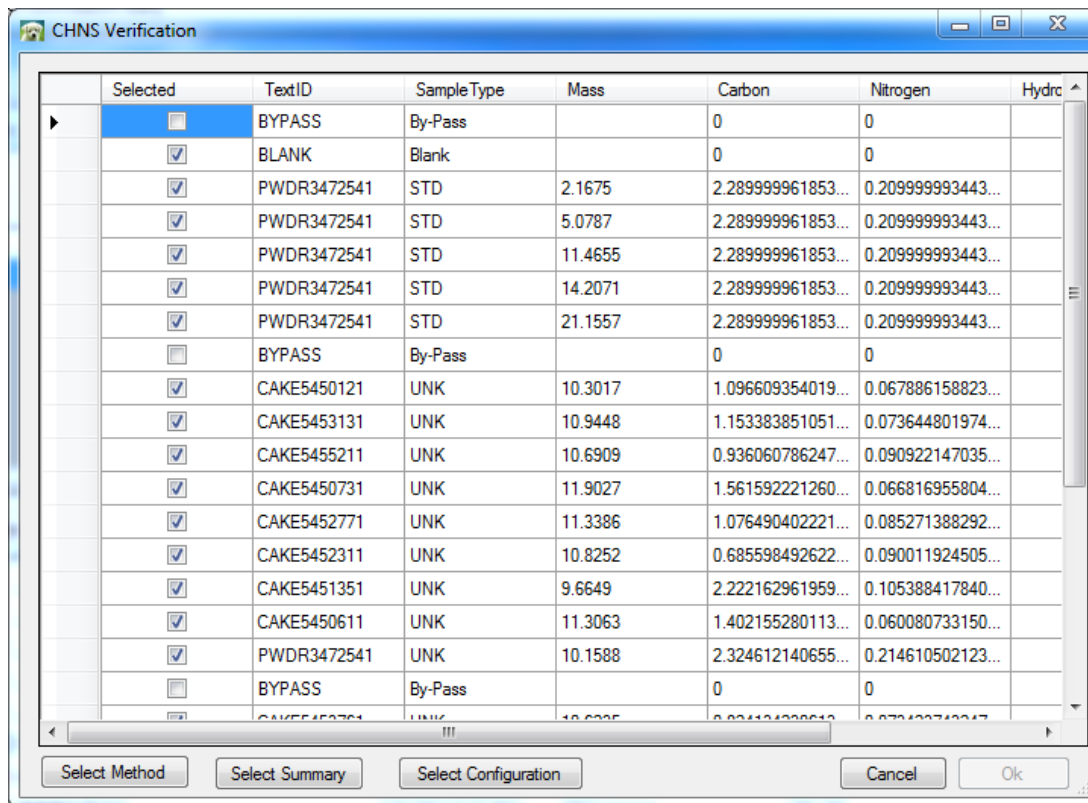 CHNS Verification
Selected TextID SampleType Mass Carbon Nitrogen
BYPASS By-Pass 0 0
BLANK Blank 0 0
PWDR3472541 STD 2.1675 2.289999961853... 0.209999993443...
PWDR3472541 STD 5.0787 2.289999961853... 0.209999993443...
PWDR3472541 STD 11.4655 2.289999961853... 0.209999993443...
PWDR3472541 STD 14.2071 2.289999961853... 0.209999993443...
PWDR3472541 STD 21.1557 2.289999961853... 0.209999993443...
BYPASS By-Pass 0 0
CAKE5450121 UNK 10.3017 1.096609354019... 0.067886158823...
CAKE5453131 UNK 10.9448 1.153383851051... 0.073644801974...
CAKE5455211 UNK 10.6909 0.936060786247... 0.090922147035...
CAKE5450731 UNK 11.9027 1.561592221260... 0.066816955804...
CAKE5452771 UNK 11.3386 1.076490402221... 0.085271388292...
CAKE5452311 UNK 10.8252 0.685598492622... 0.090011924505...
CAKE5451351 UNK 9.6649 2.222162961959... 0.105388417840...
CAKE5450611 UNK 11.3063 1.402155280113... 0.060080733150...
PWDR3472541 UNK 10.1588 2.324612140655... 0.214610502123...
BYPASS By-Pass 0 0
Select Method Select Summary Select Configuration Cancel Ok